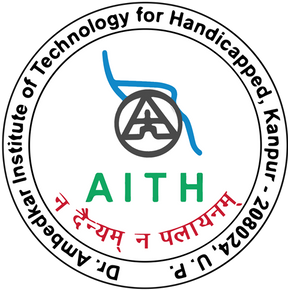 Dr. Ambedkar Institute of Technology for Handicapped, Kanpur - 208024, U. P.
AITH
न दैन्यम् न पलायनम्